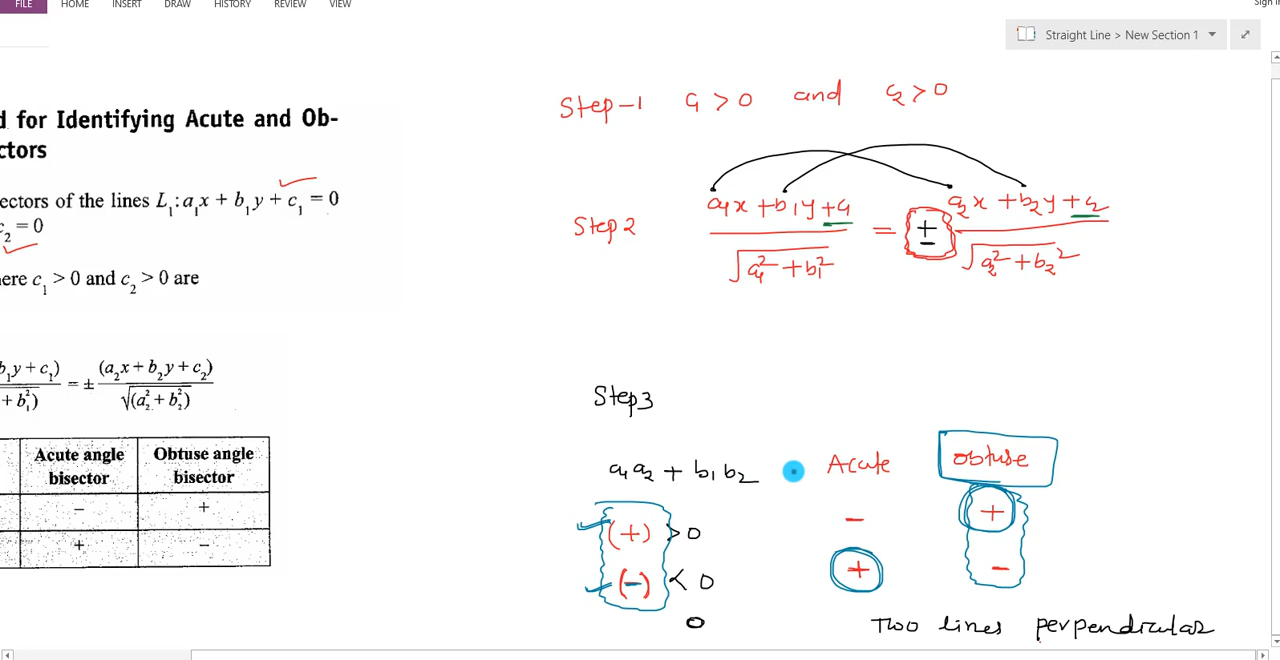 FILE HOME INSERT DRAW HISTORY REVIEW VIEW
Sign i
Straight Line > New Section 1
d for Identifying Acute and Ob-
ctors
ectors of the lines L₁: a₁x + b₁y + c₁ = 0
c₂ = 0
here c₁ > 0 and c₂ > 0 are
b₁y + c₁) / + b₁²) = ± (a₂x + b₂y + c₂) / √(a₂² + b₂²)
Acute angle bisector Obtuse angle bisector
− +
+ −
Step-1 c₁ > 0 and c₂ > 0
Step 2 a₁x + b₁y + c₁ / √a₁² + b₁² = ± a₂x + b₂y + c₂ / √a₂² + b₂²
Step 3
a₁a₂ + b₁b₂ Acute obtuse
(+) > 0 − +
(−) < 0 + −
0 Two lines perpendicular